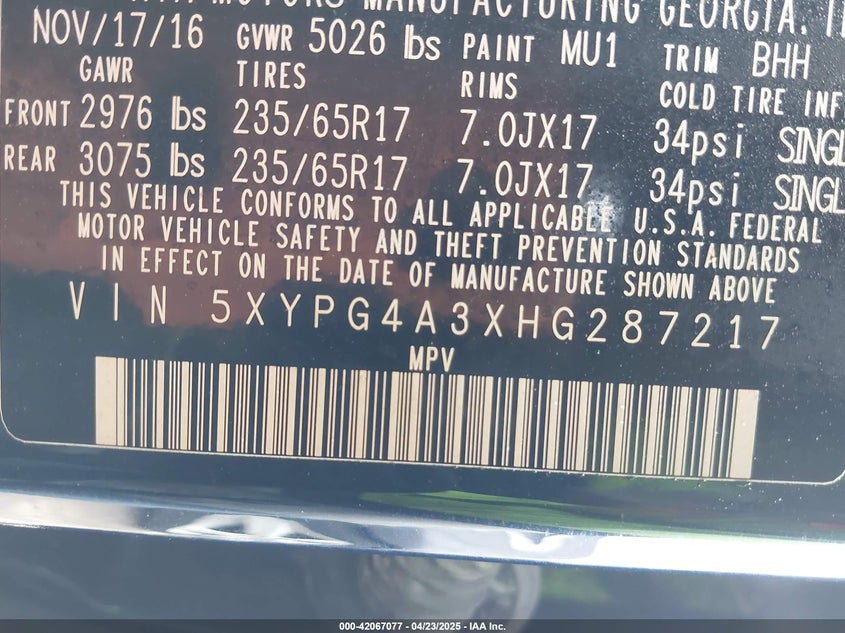 MOTORS MANUFACTURING GEORGIA,
NOV/17/16 GVWR 5026 lbs PAINT MU1 TRIM BHH
GAWR TIRES RIMS COLD TIRE INF
FRONT 2976 lbs 235/65R17 7.0JX17 34psi SINGL
REAR 3075 lbs 235/65R17 7.0JX17 34psi SINGL
THIS VEHICLE CONFORMS TO ALL APPLICABLE U.S.A. FEDERAL
MOTOR VEHICLE SAFETY AND THEFT PREVENTION STANDARDS
IN EFFECT ON THE DATE OF MANUFACTURE SHOWN ABOVE
VIN 5XYPG4A3XHG287217
MPV
000-42067077 - 04/23/2025 - IAA Inc.